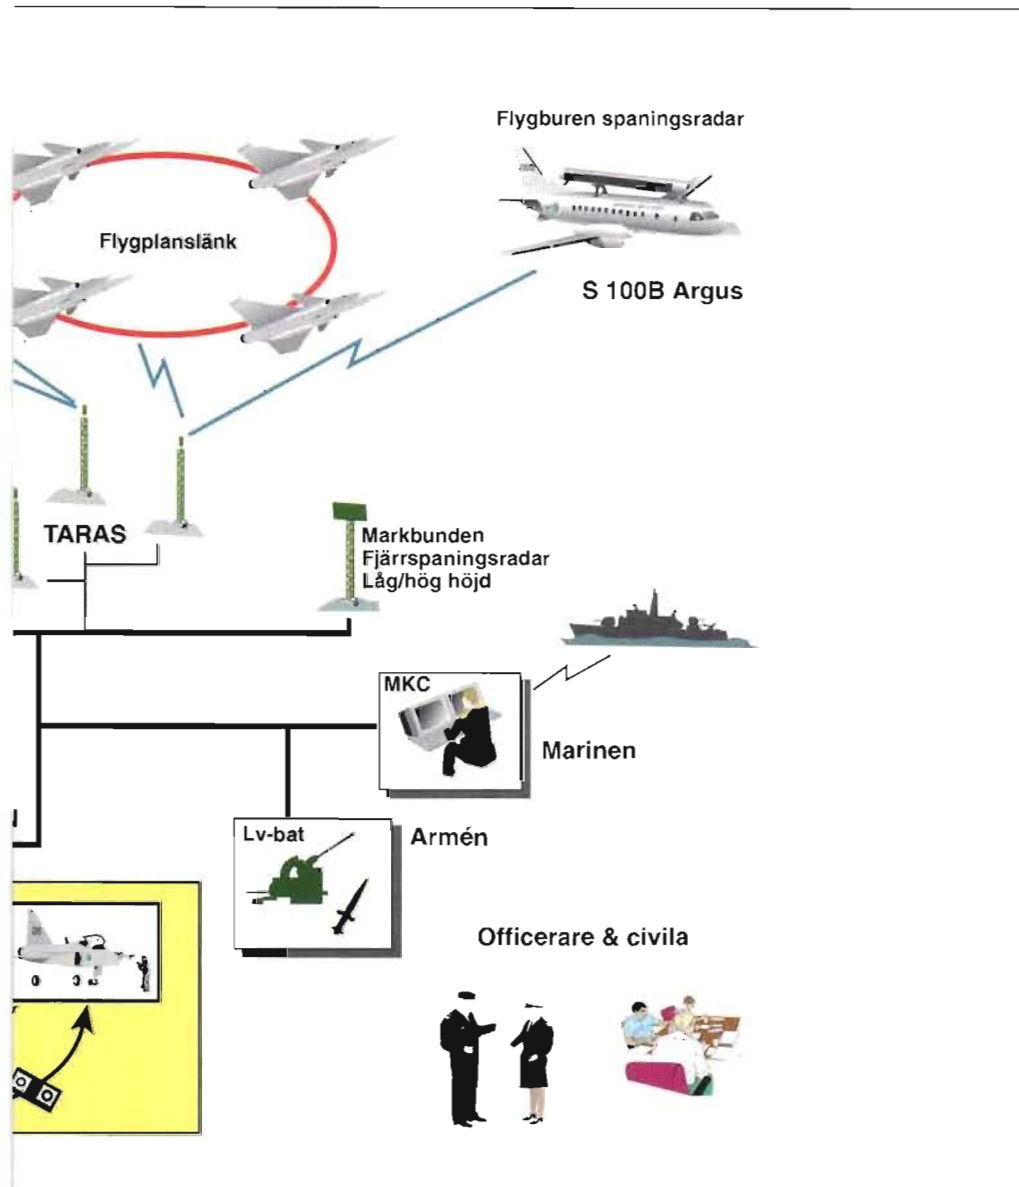 Flygburen spaningsradar
Flygplanslänk
S 100B Argus
TARAS
Markbunden
Fjärrspaningsradar
Låg/hög höjd
MKC
Marinen
Lv-bat
Armén
Officerare & civila